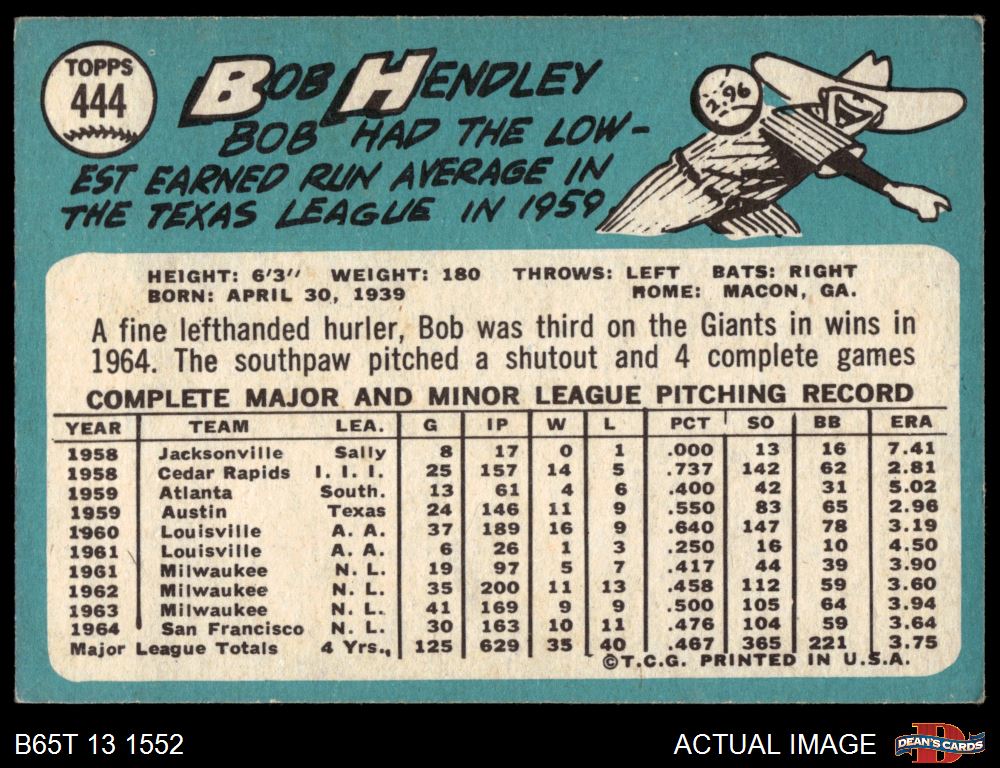 TOPPS
444
BOB HENDLEY
BOB HAD THE LOW-
EST EARNED RUN AVERAGE IN
THE TEXAS LEAGUE IN 1959
2.96
HEIGHT: 6'3" WEIGHT: 180 THROWS: LEFT BATS: RIGHT
BORN: APRIL 30, 1939 HOME: MACON, GA.
A fine lefthanded hurler, Bob was third on the Giants in wins in
1964. The southpaw pitched a shutout and 4 complete games
COMPLETE MAJOR AND MINOR LEAGUE PITCHING RECORD
YEAR TEAM LEA. G IP W L PCT SO BB ERA
1958 Jacksonville Sally 8 17 0 1 .000 13 16 7.41
1958 Cedar Rapids I. I. I. 25 157 14 5 .737 142 62 2.81
1959 Atlanta South. 13 61 4 6 .400 42 31 5.02
1959 Austin Texas 24 146 11 9 .550 83 65 2.96
1960 Louisville A. A. 37 189 16 9 .640 147 78 3.19
1961 Louisville A. A. 6 26 1 3 .250 16 10 4.50
1961 Milwaukee N. L. 19 97 5 7 .417 44 39 3.90
1962 Milwaukee N. L. 35 200 11 13 .458 112 59 3.60
1963 Milwaukee N. L. 41 169 9 9 .500 105 64 3.94
1964 San Francisco N. L. 30 163 10 11 .476 104 59 3.64
Major League Totals 4 Yrs., 125 629 35 40 .467 365 221 3.75
©T.C.G. PRINTED IN U.S.A.
B65T 13 1552
ACTUAL IMAGE
D
DEAN'S CARDS